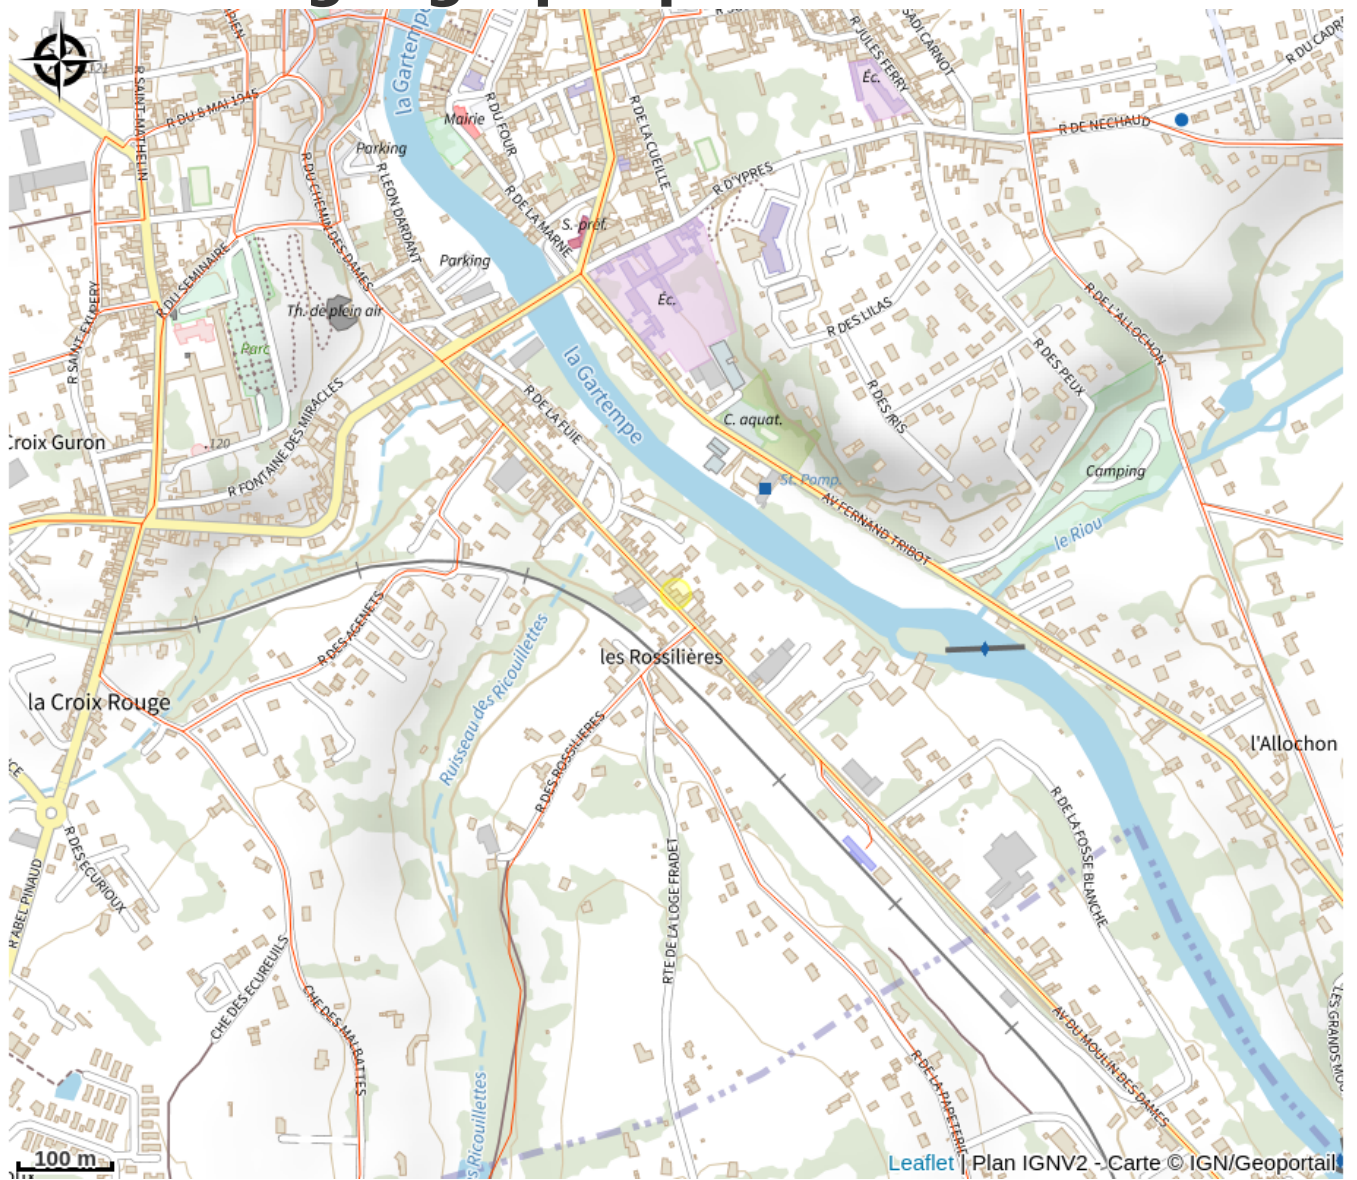 la Gartempe
R SAINT-MATHELIN
R DU 8 MAI 1945
Mairie
R DU FOUR
Parking
R DU CHEMIN DES DAMES
R LEON DARDANT
R DE LA CUEILLE
R JULES FERRY
SADI CARNOT
Éc.
R DU CADRA
R DE NECHAUD
R D'YPRES
R DE LA MARNE
S.-préf.
Parking
R DU SEMINAIRE
R SAINT-EXUPERY
Th. de plein air
Parc
Éc.
R DES LILAS
R DE L'ALLOCHON
R DES PEUX
R DES IRIS
la Gartempe
R DE LA FUIE
C. aquat.
Croix Guron
120
R FONTAINE DES MIRACLES
St. Pomp.
AV FERNAND TRIBOT
Camping
le Riou
R DES AGENETS
les Rossilières
la Croix Rouge
Ruisseau des Ricouillettes
R DES ROSSILIERES
l'Allochon
R DES ECURIOUX
R ABEL PINAUD
RTE DE LA LOGE FRADET
R DE LA FOSSE BLANCHE
CHE DES ECUREUILS
CHE DES MALBATTES
LES GRANDS MOU
AV DU MOULIN DES DAMES
R DE LA PAPETERIE
s Ricouillettes
100 m
Leaflet | Plan IGNV2 - Carte © IGN/Geoportail